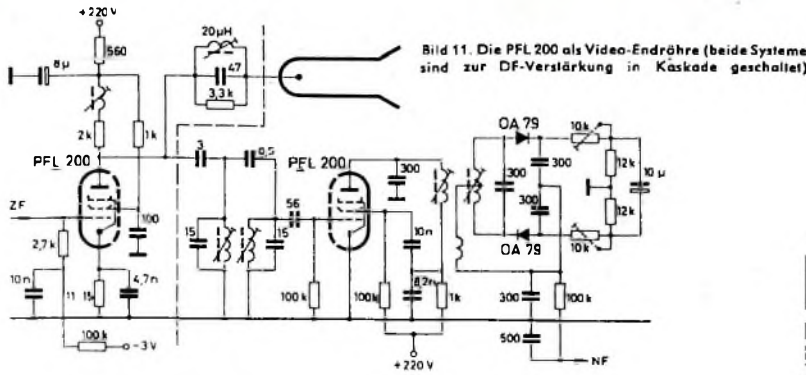 +220 V
560
8µ
2k
1k
PFL 200
ZF
2,7k
100
10n
11
15
4,7n
100k
-3V
20µH
47
3,3k
Bild 11. Die PFL 200 als Video-Endröhre (beide Systeme
sind zur DF-Verstärkung in Kaskade geschaltet)
3
0,5
15
15
56
PFL 200
100k
100k
300
10n
8,2n
1k
+220 V
OA 79
300
300
300
OA 79
10k
10k
12k
12k
10 µ
300
500
100k
NF